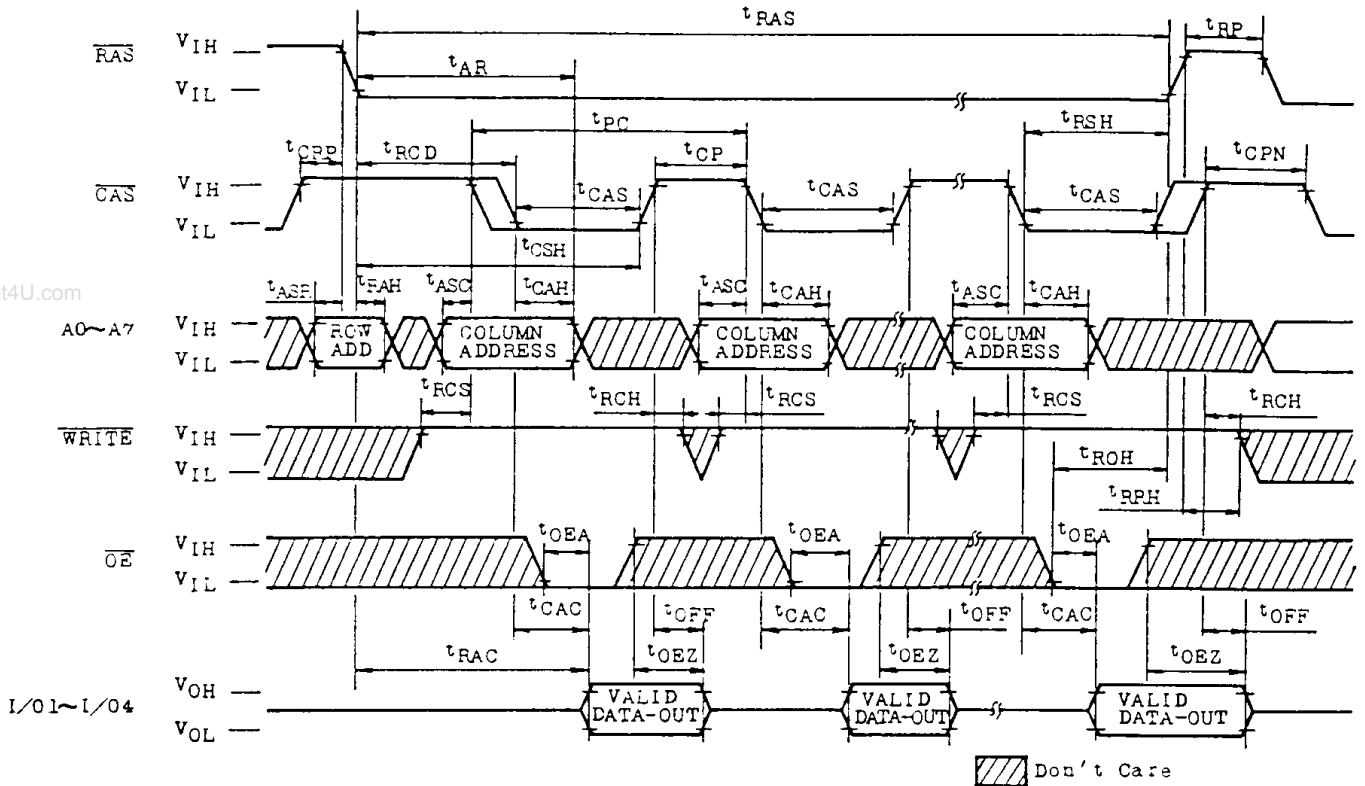 tRAS
tRP
RAS
VIH
VIL
tAR
tPC
tRSH
tCRP
tRCD
tCP
tCPN
CAS
VIH
VIL
tCAS
tCAS
tCAS
tCSH
nt4U.com
tASR
tRAH
tASC
tCAH
tASC
tCAH
tASC
tCAH
A0~A7
VIH
VIL
ROW ADD
COLUMN ADDRESS
COLUMN ADDRESS
COLUMN ADDRESS
tRCS
tRCH
tRCS
tRCS
tRCH
WRITE
VIH
VIL
tROH
tRRH
OE
VIH
VIL
tOEA
tOEA
tOEA
tCAC
tOFF
tCAC
tOFF
tCAC
tOFF
tRAC
tOEZ
tOEZ
tOEZ
I/O1~I/O4
VOH
VOL
VALID DATA-OUT
VALID DATA-OUT
VALID DATA-OUT
Don't Care